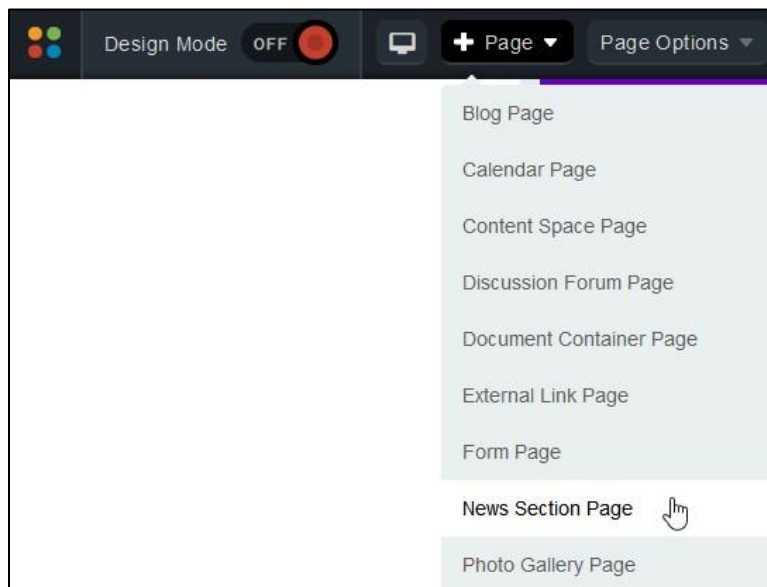 Design Mode OFF + Page Page Options
Blog Page
Calendar Page
Content Space Page
Discussion Forum Page
Document Container Page
External Link Page
Form Page
News Section Page
Photo Gallery Page